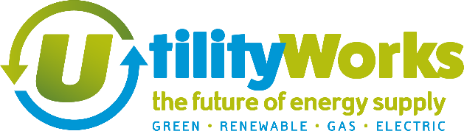 UtilityWorks
the future of energy supply
GREEN • RENEWABLE • GAS • ELECTRIC